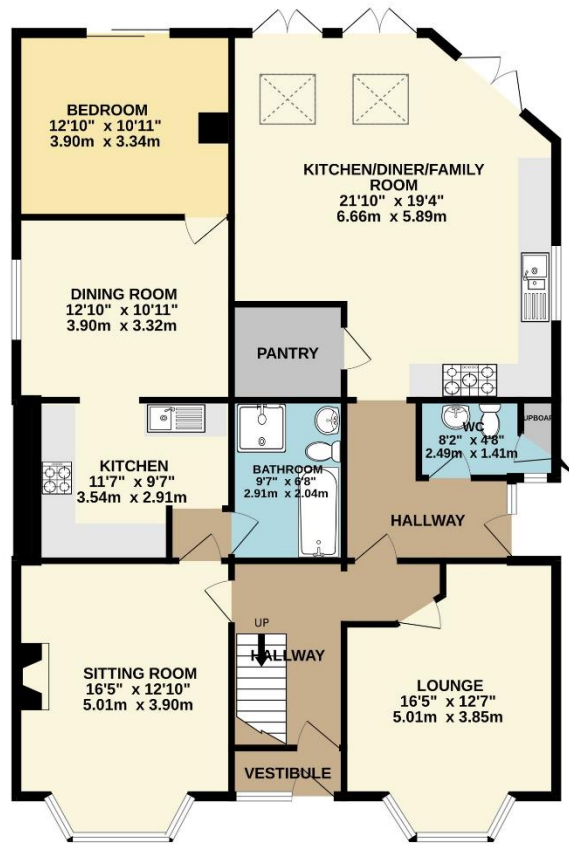 BEDROOM
12'10" x 10'11"
3.90m x 3.34m
KITCHEN/DINER/FAMILY
ROOM
21'10" x 19'4"
6.66m x 5.89m
DINING ROOM
12'10" x 10'11"
3.90m x 3.32m
PANTRY
KITCHEN
11'7" x 9'7"
3.54m x 2.91m
BATHROOM
9'7" x 6'8"
2.91m x 2.04m
WC
8'2" x 4'8"
2.49m x 1.41m
UPBOAR
HALLWAY
UP
HALLWAY
SITTING ROOM
16'5" x 12'10"
5.01m x 3.90m
LOUNGE
16'5" x 12'7"
5.01m x 3.85m
VESTIBULE